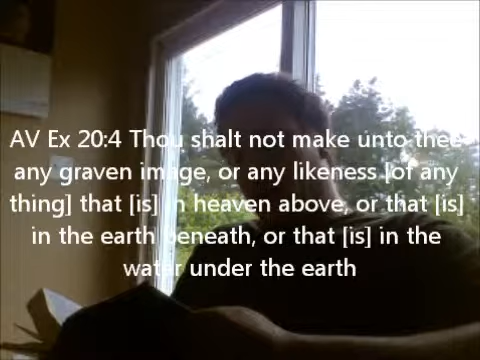 AV Ex 20:4 Thou shalt not make unto thee
any graven image, or any likeness [of any
thing] that [is] in heaven above, or that [is]
in the earth beneath, or that [is] in the
water under the earth